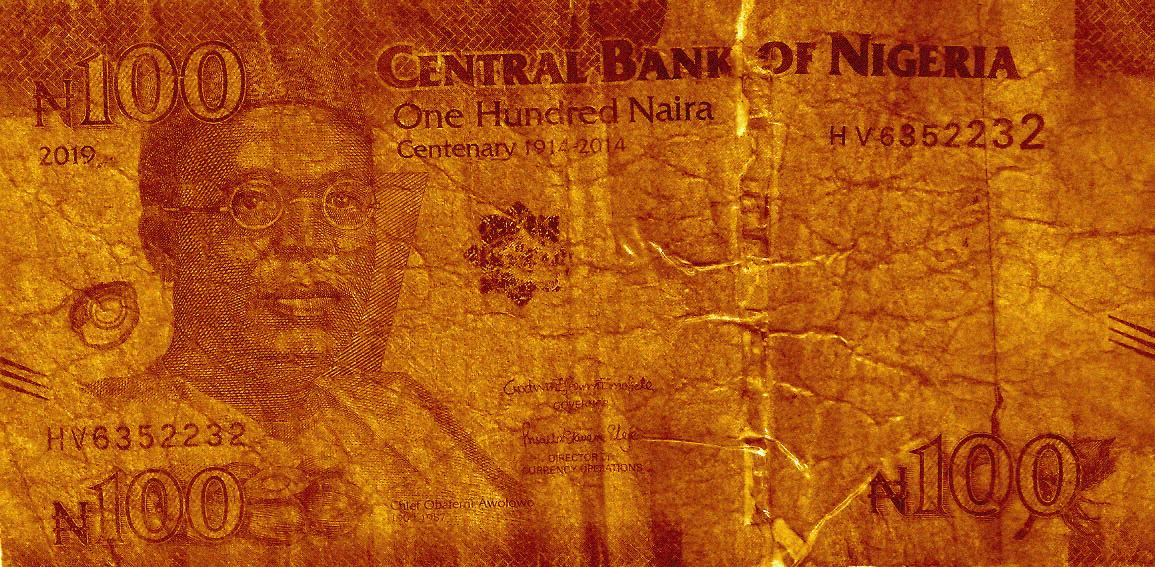 ₦100
CENTRAL BANK OF NIGERIA
One Hundred Naira
Centenary 1914-2014
HV6352232
2019
GOVERNOR
DIRECTOR OF
CURRENCY OPERATIONS
HV6352232
₦100
Chief Obafemi Awolowo
₦100